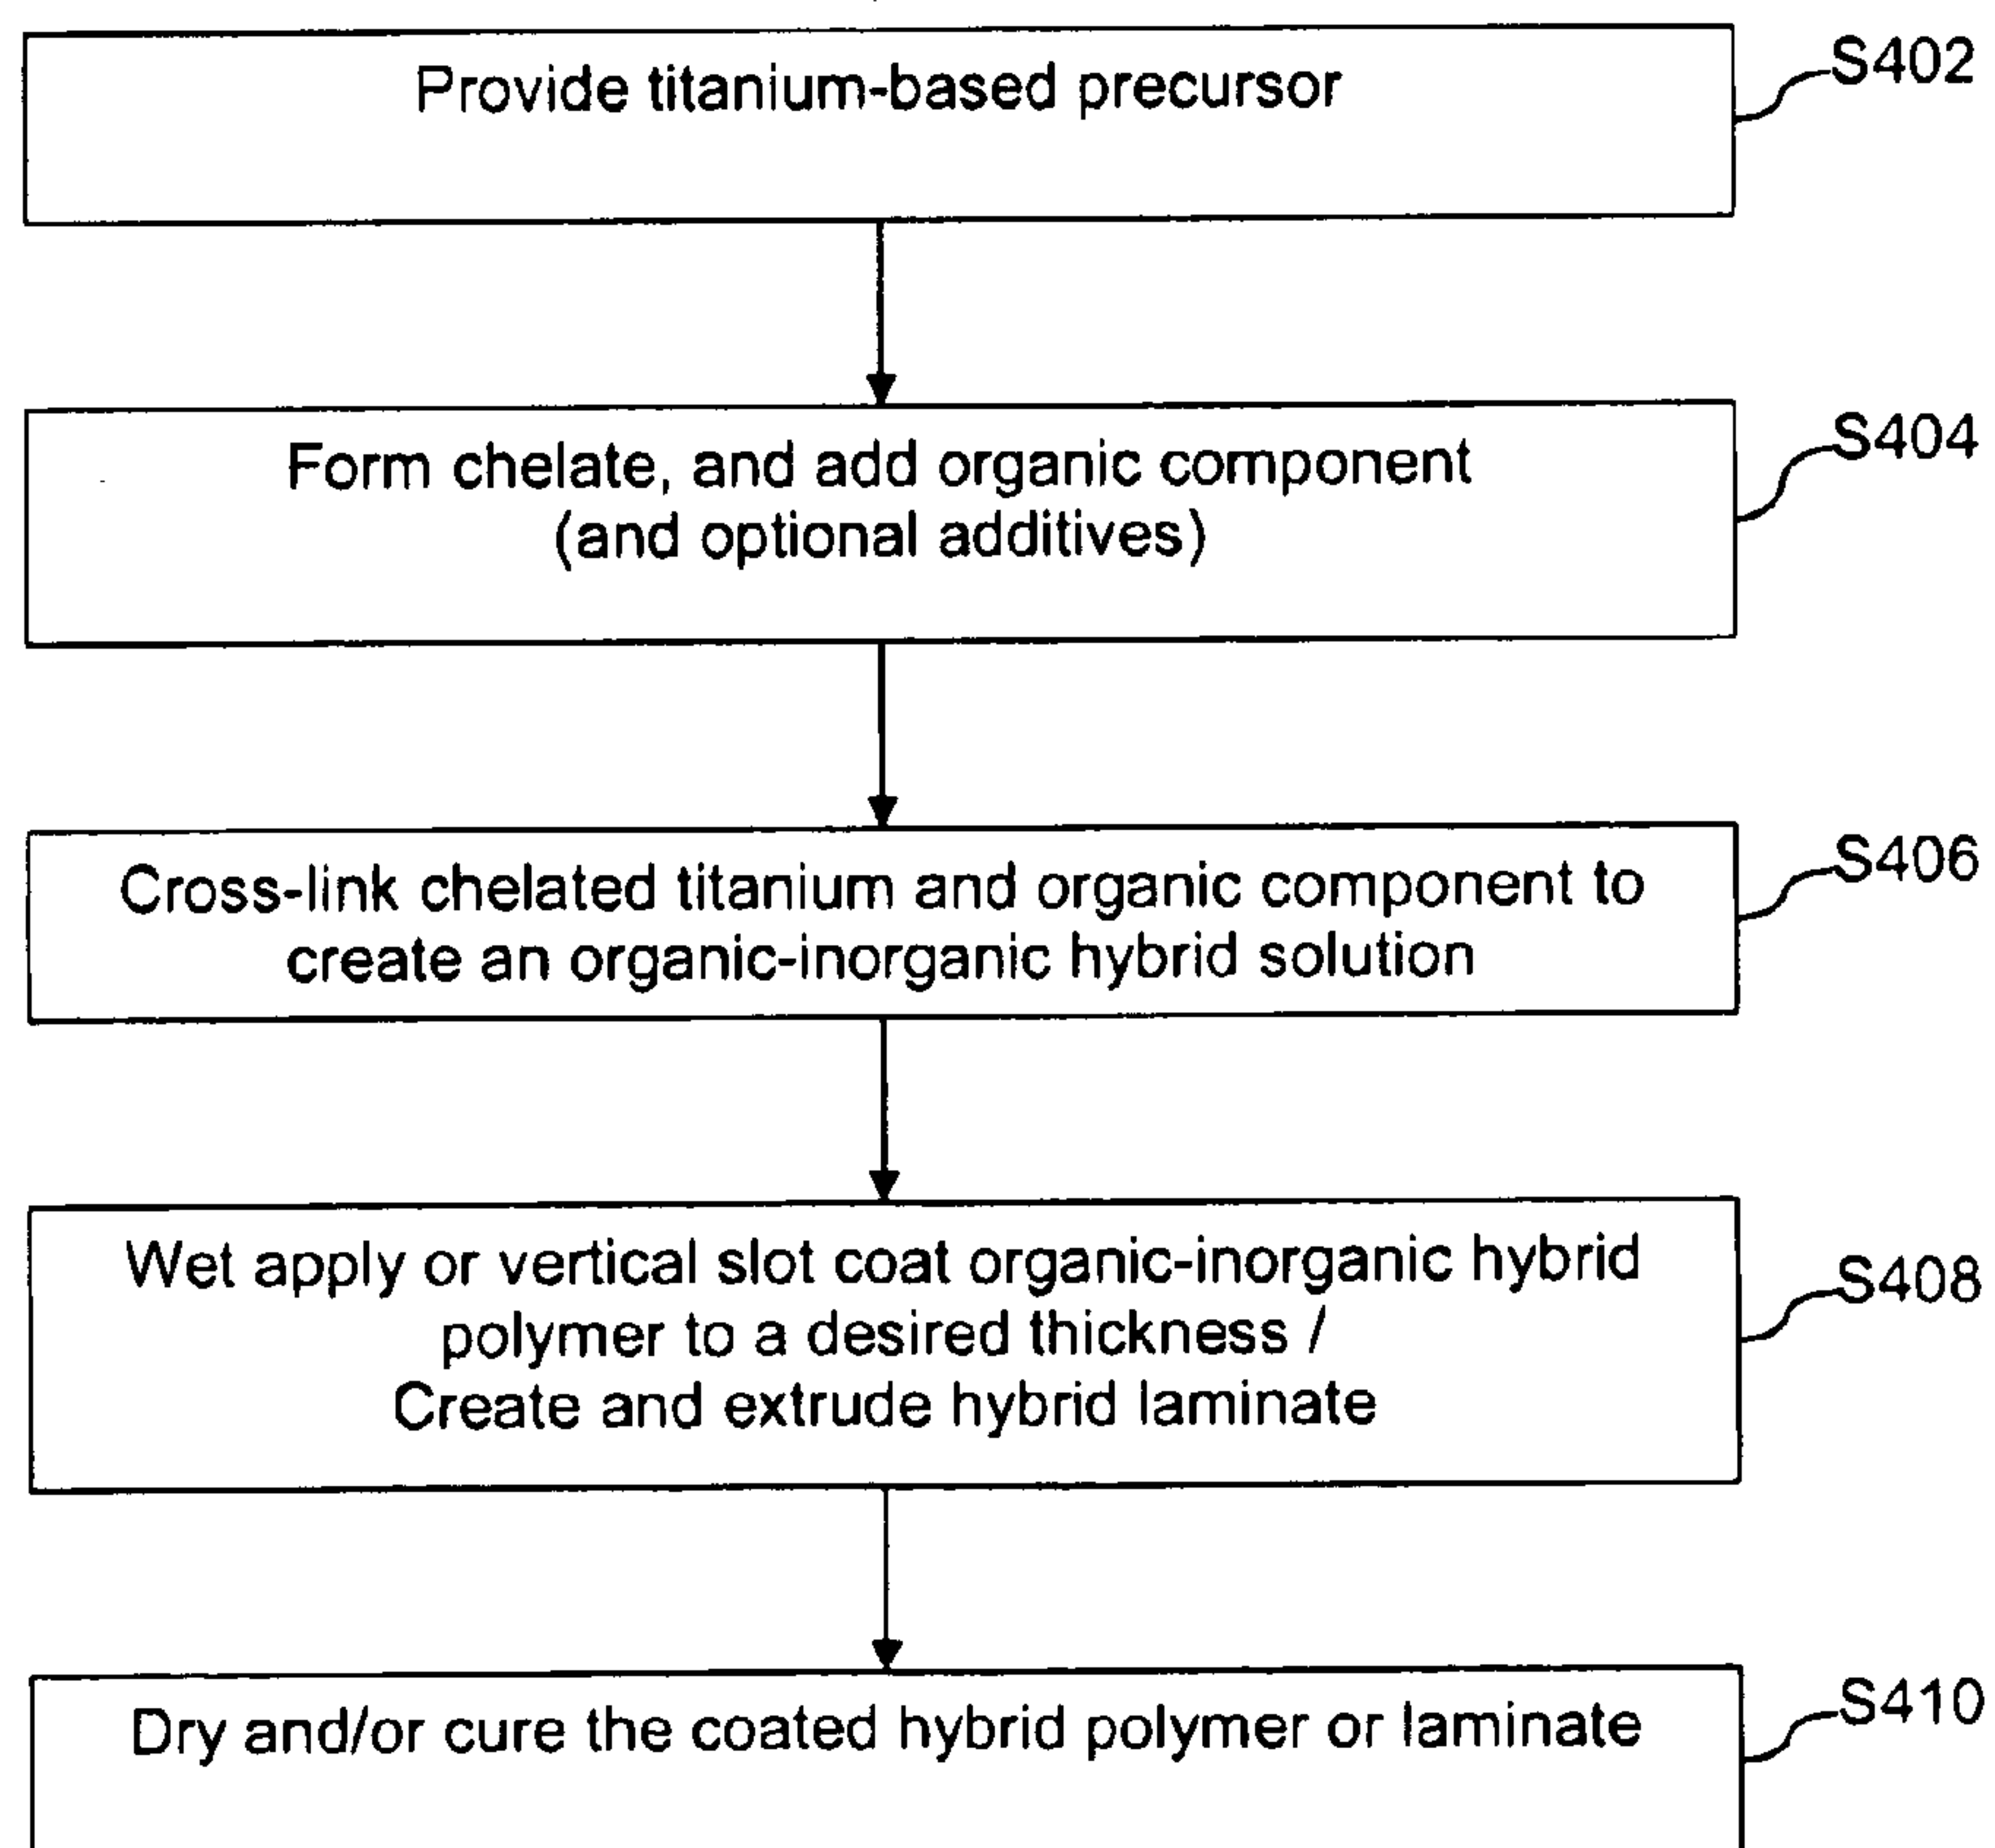 Provide titanium-based precursor
S402
Form chelate, and add organic component
(and optional additives)
S404
Cross-link chelated titanium and organic component to
create an organic-inorganic hybrid solution
S406
Wet apply or vertical slot coat organic-inorganic hybrid
polymer to a desired thickness /
Create and extrude hybrid laminate
S408
Dry and/or cure the coated hybrid polymer or laminate
S410